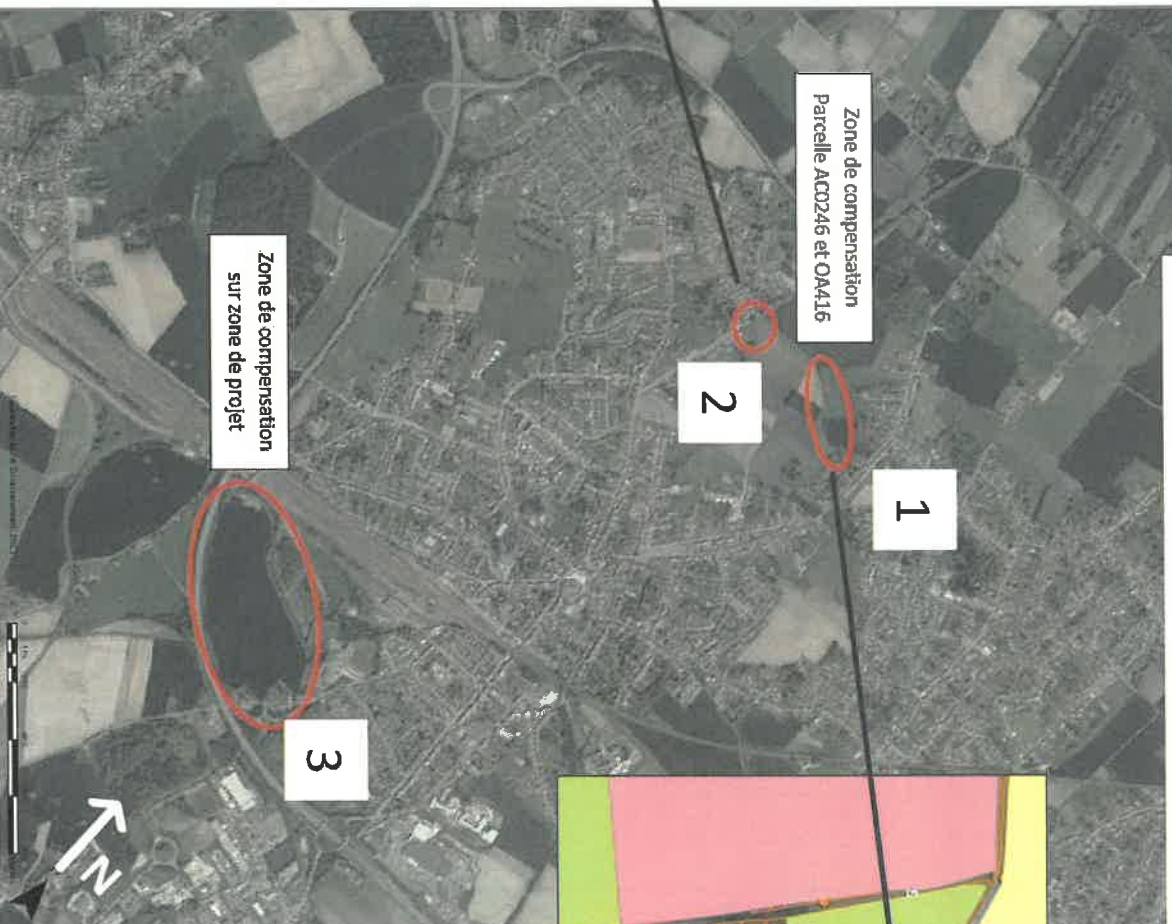 Zone de compensation
Parcelle AC0246 et OA416
1
2
Zone de compensation
sur zone de projet
3
N